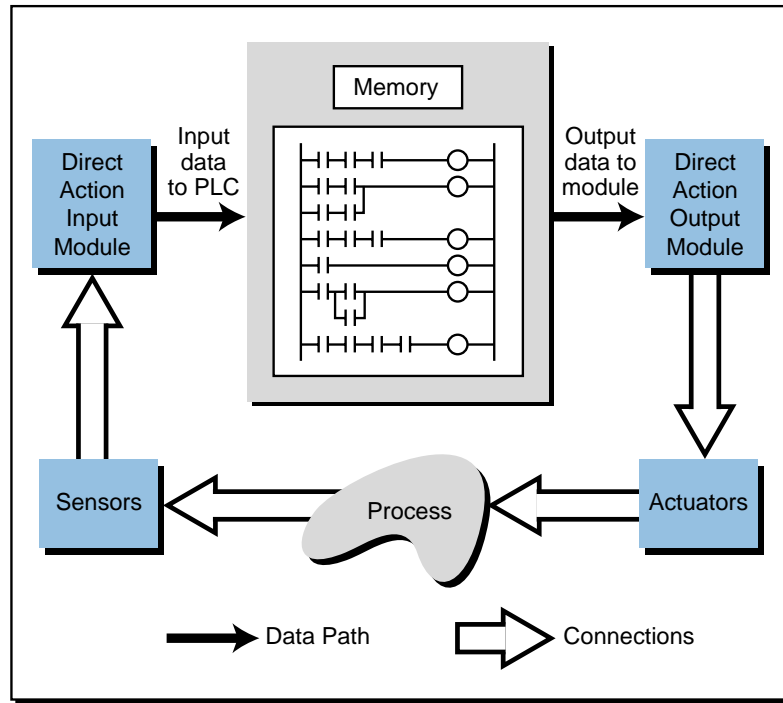 Memory
Input
data
to PLC
Output
data to
module
Direct
Action
Input
Module
Direct
Action
Output
Module
Sensors
Process
Actuators
Data Path
Connections